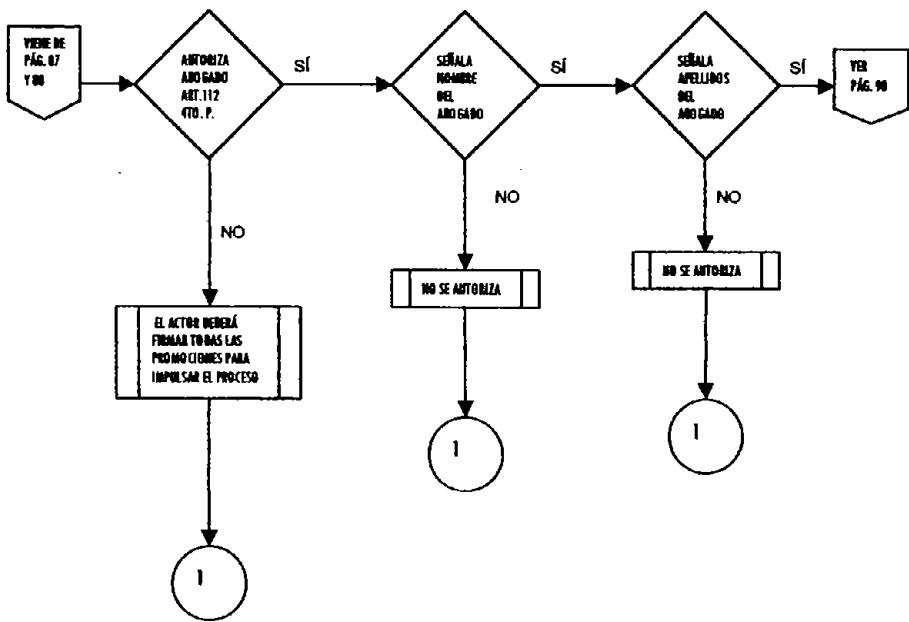 VIENE DE
PÁG. 87
Y 88
AUTORIZA
ABOGADO
ART.112
4TO. P.
SÍ
SEÑALA
NOMBRE
DEL
ABOGADO
SÍ
SEÑALA
APELLIDOS
DEL
ABOGADO
SÍ
VER
PÁG. 90
NO
NO
NO
EL ACTOR DEBERÁ
FIRMAR TODAS LAS
PROMOCIONES PARA
IMPULSAR EL PROCESO
NO SE AUTORIZA
NO SE AUTORIZA
1
1
1